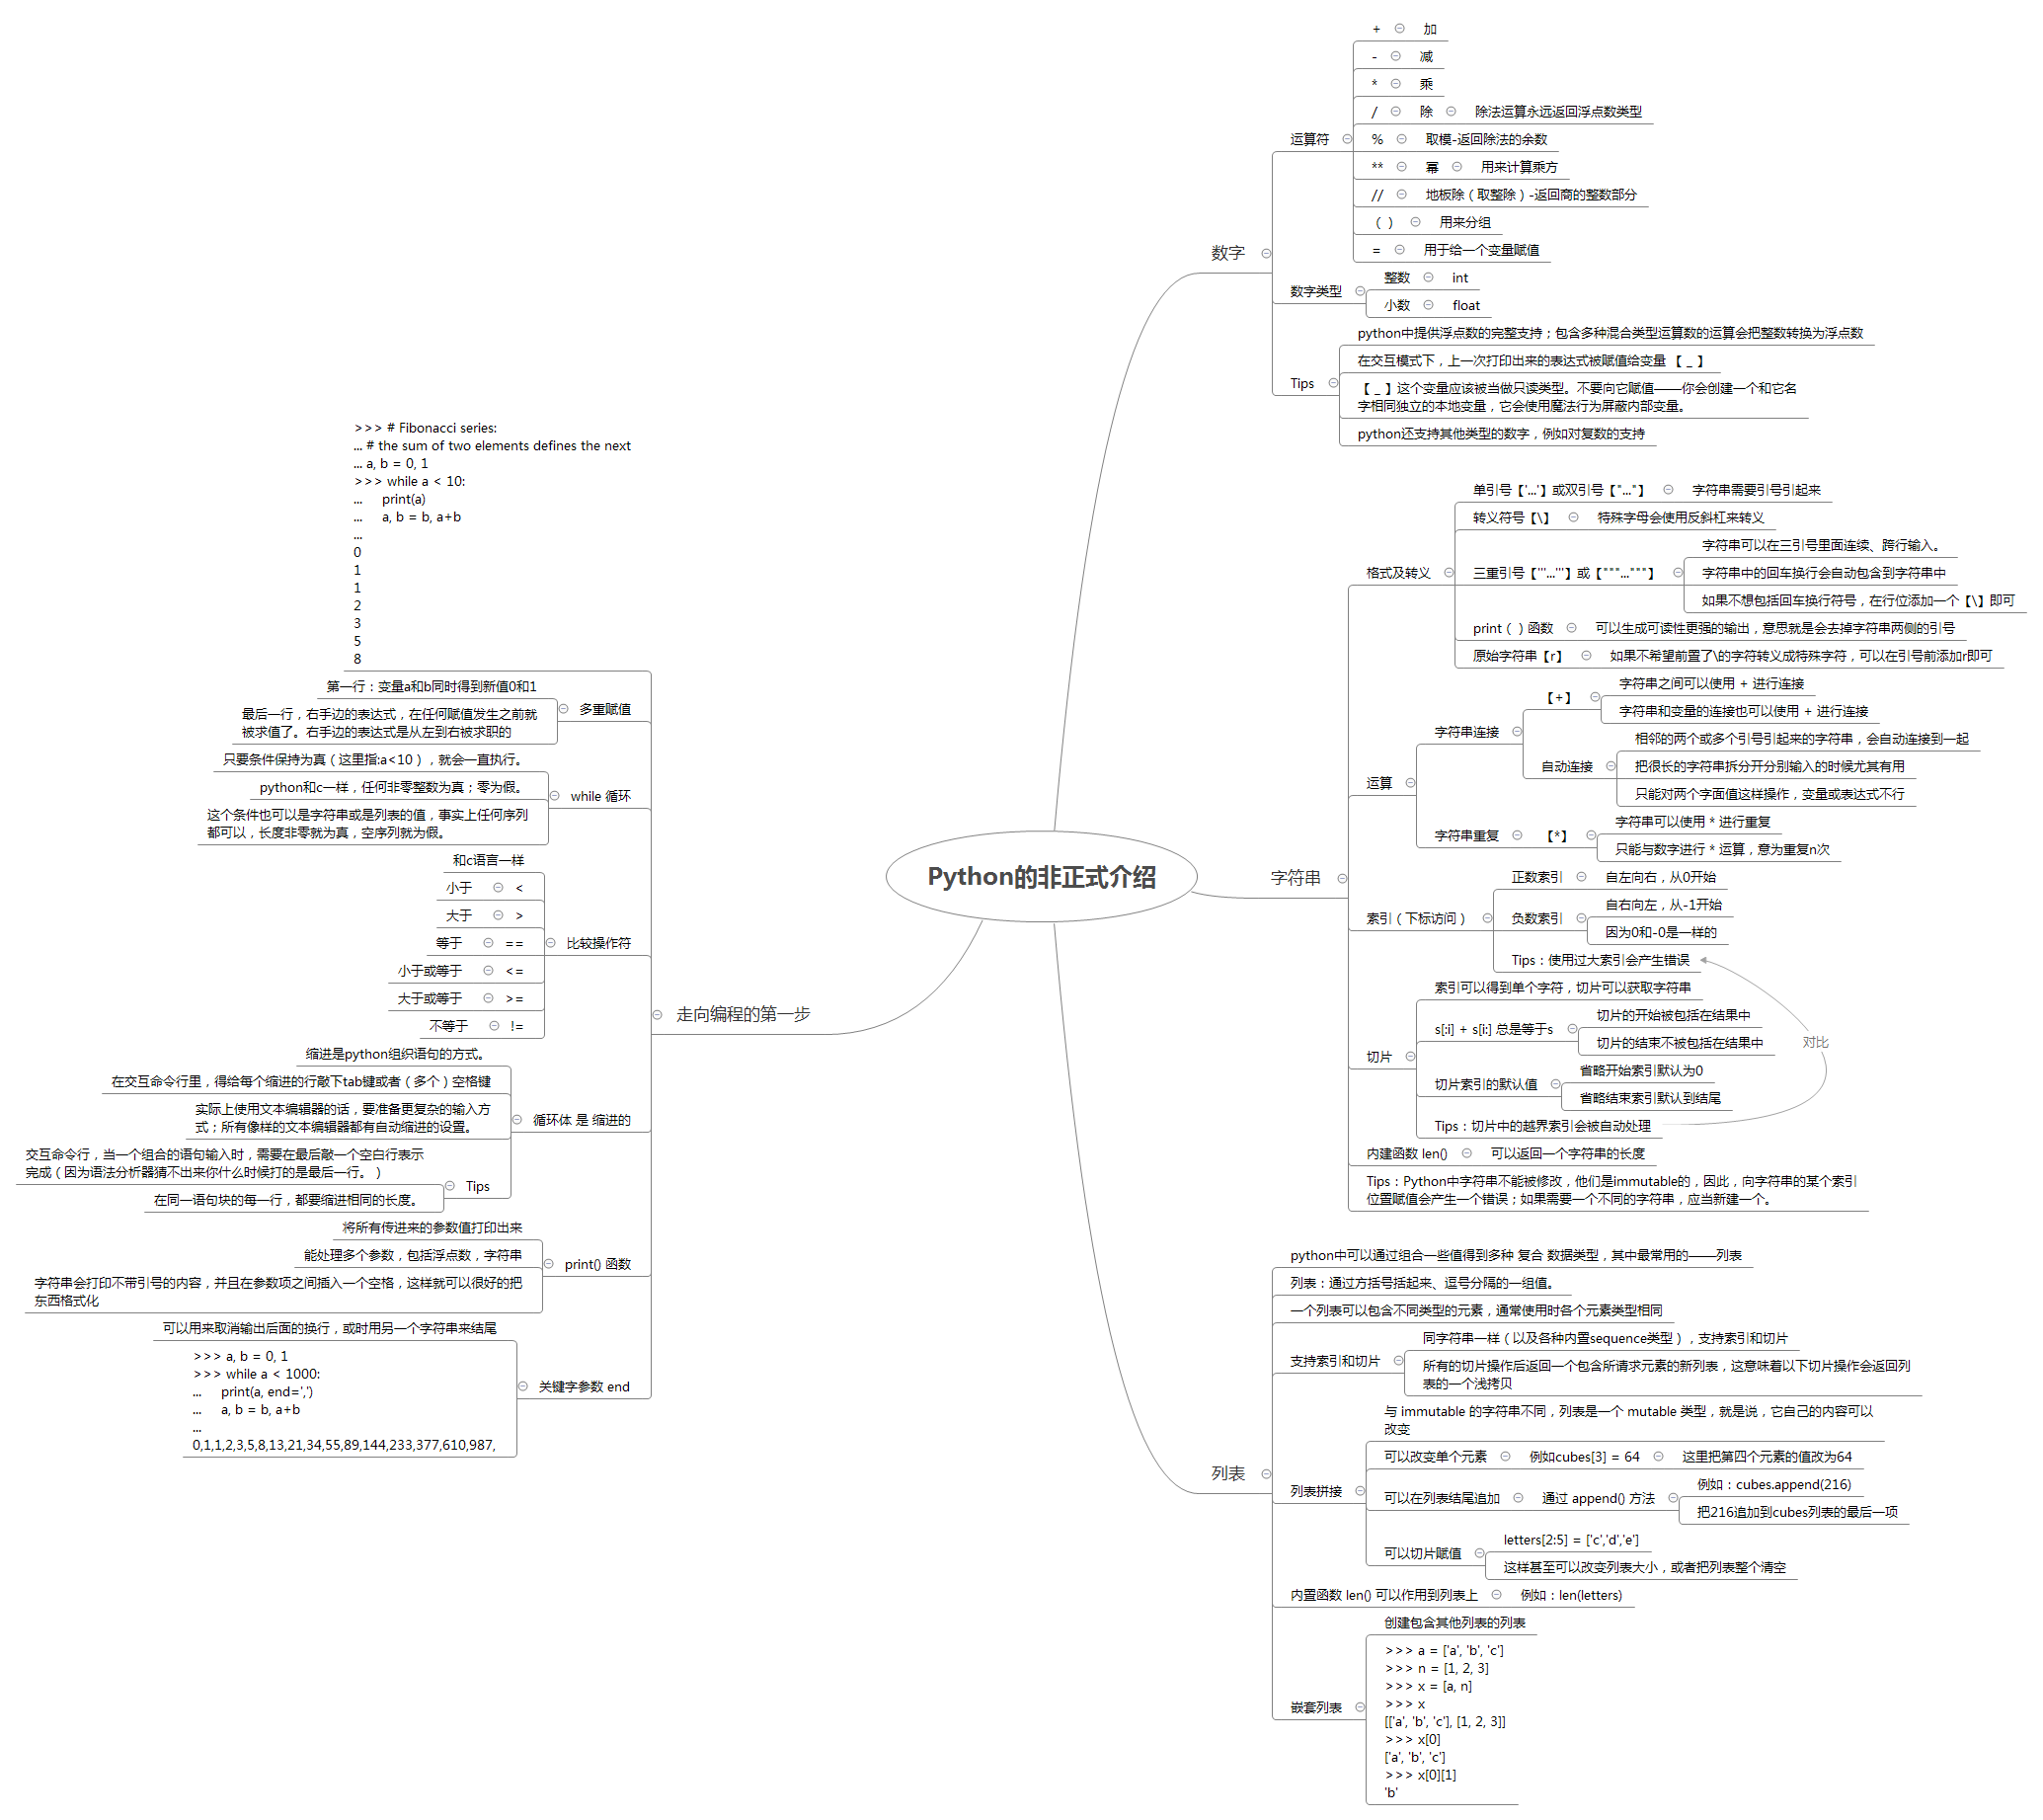 Python的非正式介绍
数字
运算符
+ 加
- 减
* 乘
/ 除 除法运算永远返回浮点数类型
% 取模-返回除法的余数
** 幂 用来计算乘方
// 地板除（取整除）-返回商的整数部分
（ ） 用来分组
= 用于给一个变量赋值
数字类型
整数 int
小数 float
Tips
python中提供浮点数的完整支持；包含多种混合类型运算数的运算会把整数转换为浮点数
在交互模式下，上一次打印出来的表达式被赋值给变量 【 _ 】
【 _ 】这个变量应该被当做只读类型。不要向它赋值——你会创建一个和它名
字相同独立的本地变量，它会使用魔法行为屏蔽内部变量。
python还支持其他类型的数字，例如对复数的支持
字符串
格式及转义
单引号【'...'】或双引号【"..."】 字符串需要引号引起来
转义符号【\】 特殊字母会使用反斜杠来转义
三重引号【'''...'''】或【"""..."""】
字符串可以在三引号里面连续、跨行输入。
字符串中的回车换行会自动包含到字符串中
如果不想包括回车换行符号，在行位添加一个【\】即可
print（ ）函数 可以生成可读性更强的输出，意思就是会去掉字符串两侧的引号
原始字符串【r】 如果不希望前置了\的字符转义成特殊字符，可以在引号前添加r即可
运算
字符串连接
【+】
字符串之间可以使用 + 进行连接
字符串和变量的连接也可以使用 + 进行连接
自动连接
相邻的两个或多个引号引起来的字符串，会自动连接到一起
把很长的字符串拆分开分别输入的时候尤其有用
只能对两个字面值这样操作，变量或表达式不行
字符串重复 【*】
字符串可以使用 * 进行重复
只能与数字进行 * 运算，意为重复n次
索引（下标访问）
正数索引 自左向右，从0开始
负数索引
自右向左，从-1开始
因为0和-0是一样的
Tips：使用过大索引会产生错误
对比
切片
索引可以得到单个字符，切片可以获取字符串
s[:i] + s[i:] 总是等于s
切片的开始被包括在结果中
切片的结束不被包括在结果中
切片索引的默认值
省略开始索引默认为0
省略结束索引默认到结尾
Tips：切片中的越界索引会被自动处理
内建函数 len() 可以返回一个字符串的长度
Tips：Python中字符串不能被修改，他们是immutable的，因此，向字符串的某个索引
位置赋值会产生一个错误；如果需要一个不同的字符串，应当新建一个。
列表
python中可以通过组合一些值得到多种 复合 数据类型，其中最常用的——列表
列表：通过方括号括起来、逗号分隔的一组值。
一个列表可以包含不同类型的元素，通常使用时各个元素类型相同
支持索引和切片
同字符串一样（以及各种内置sequence类型），支持索引和切片
所有的切片操作后返回一个包含所请求元素的新列表，这意味着以下切片操作会返回列
表的一个浅拷贝
列表拼接
与 immutable 的字符串不同，列表是一个 mutable 类型，就是说，它自己的内容可以
改变
可以改变单个元素 例如cubes[3] = 64 这里把第四个元素的值改为64
可以在列表结尾追加 通过 append() 方法
例如：cubes.append(216)
把216追加到cubes列表的最后一项
可以切片赋值
letters[2:5] = ['c','d','e']
这样甚至可以改变列表大小，或者把列表整个清空
内置函数 len() 可以作用到列表上 例如：len(letters)
嵌套列表
创建包含其他列表的列表
>>> a = ['a', 'b', 'c']
>>> n = [1, 2, 3]
>>> x = [a, n]
>>> x
[['a', 'b', 'c'], [1, 2, 3]]
>>> x[0]
['a', 'b', 'c']
>>> x[0][1]
'b'
走向编程的第一步
>>> # Fibonacci series:
... # the sum of two elements defines the next
... a, b = 0, 1
>>> while a < 10:
... print(a)
... a, b = b, a+b
...
0
1
1
2
3
5
8
多重赋值
第一行：变量a和b同时得到新值0和1
最后一行，右手边的表达式，在任何赋值发生之前就
被求值了。右手边的表达式是从左到右被求职的
while 循环
只要条件保持为真（这里指:a<10），就会一直执行。
python和c一样，任何非零整数为真；零为假。
这个条件也可以是字符串或是列表的值，事实上任何序列
都可以，长度非零就为真，空序列就为假。
比较操作符
和c语言一样
小于 <
大于 >
等于 ==
小于或等于 <=
大于或等于 >=
不等于 !=
循环体 是 缩进的
缩进是python组织语句的方式。
在交互命令行里，得给每个缩进的行敲下tab键或者（多个）空格键
实际上使用文本编辑器的话，要准备更复杂的输入方
式；所有像样的文本编辑器都有自动缩进的设置。
Tips
交互命令行，当一个组合的语句输入时，需要在最后敲一个空白行表示
完成（因为语法分析器猜不出来你什么时候打的是最后一行。）
在同一语句块的每一行，都要缩进相同的长度。
print() 函数
将所有传进来的参数值打印出来
能处理多个参数，包括浮点数，字符串
字符串会打印不带引号的内容，并且在参数项之间插入一个空格，这样就可以很好的把
东西格式化
关键字参数 end
可以用来取消输出后面的换行，或时用另一个字符串来结尾
>>> a, b = 0, 1
>>> while a < 1000:
... print(a, end=',')
... a, b = b, a+b
...
0,1,1,2,3,5,8,13,21,34,55,89,144,233,377,610,987,